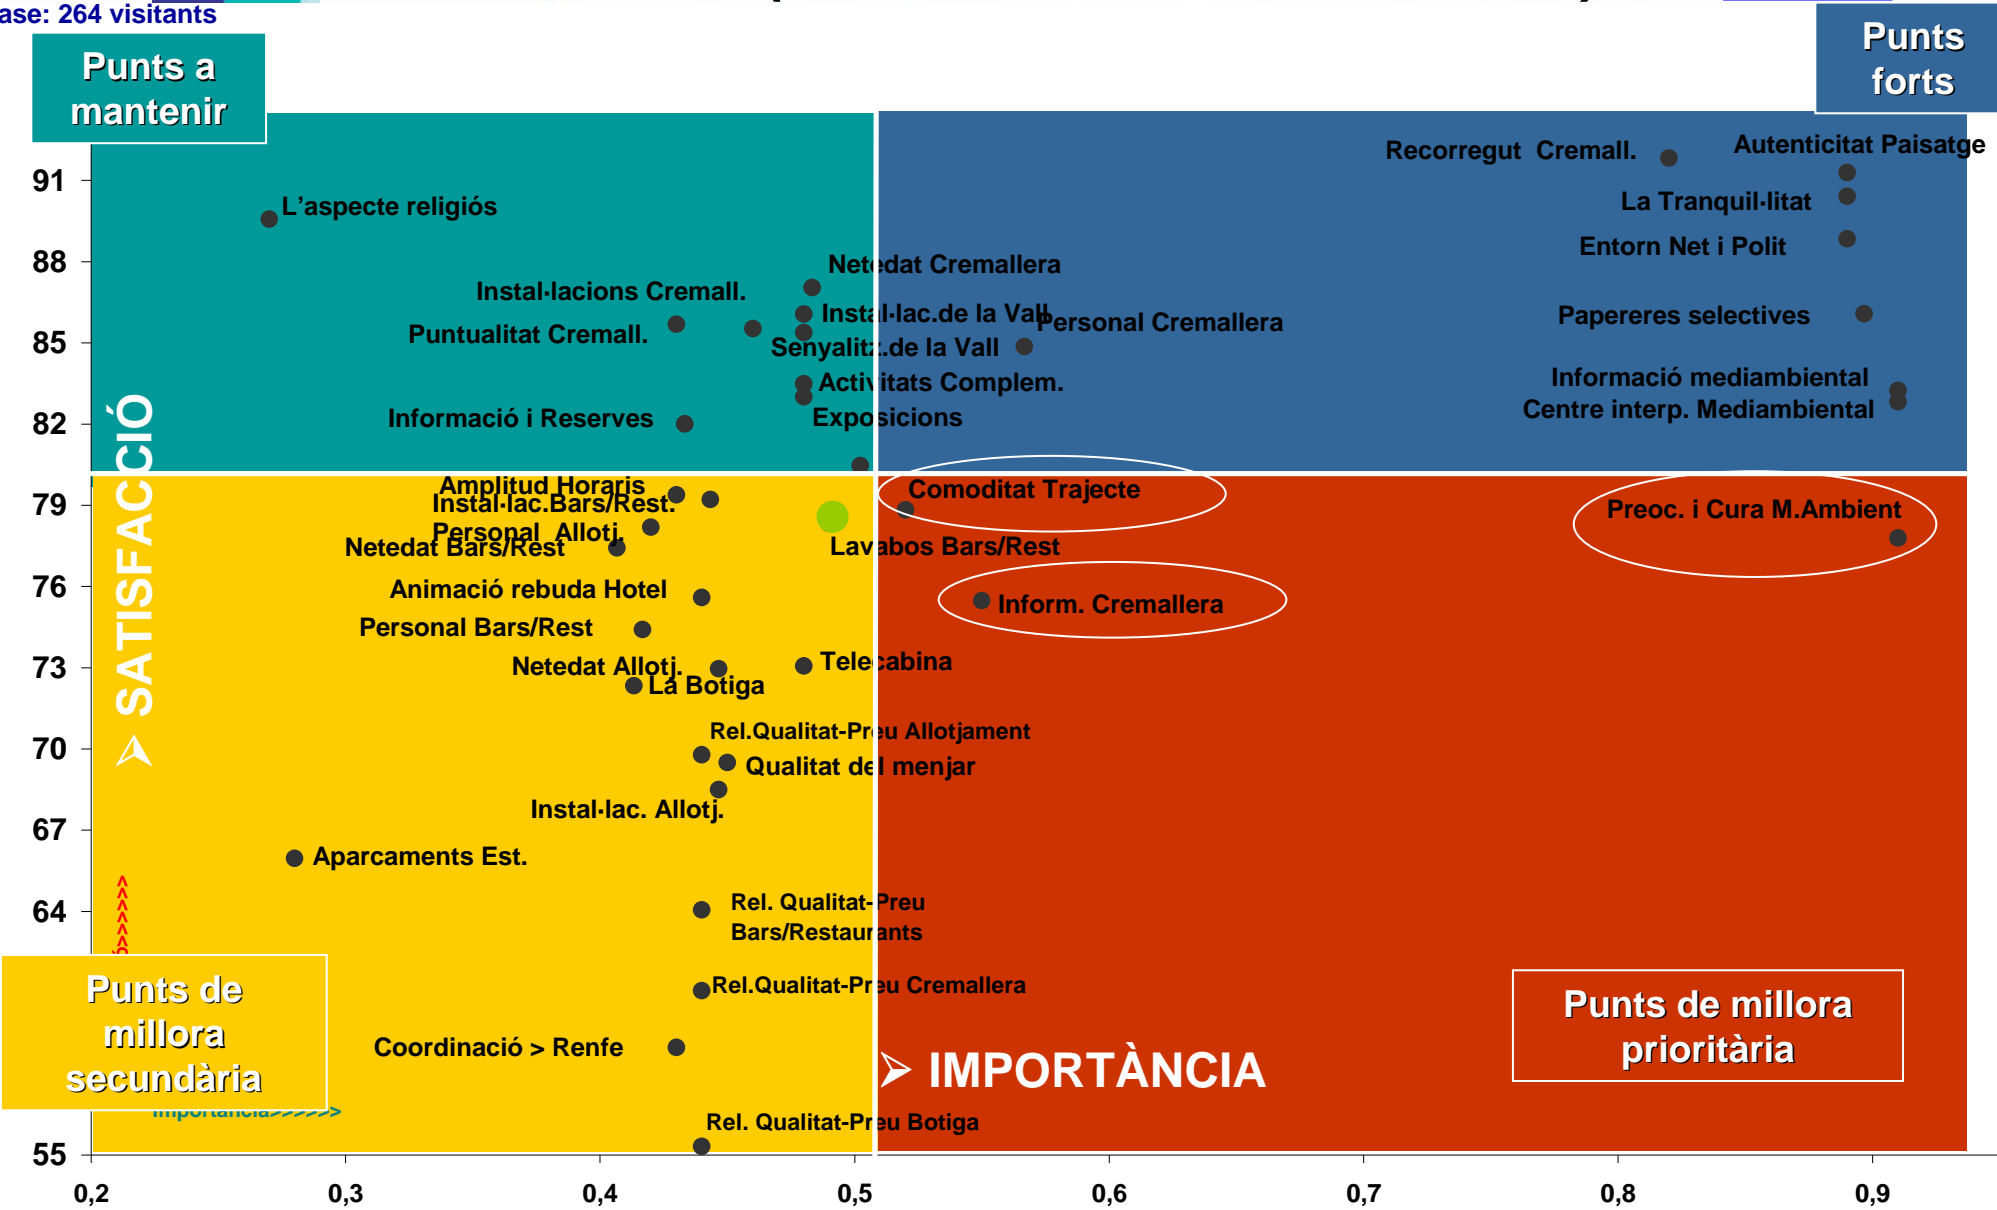 ase: 264 visitants
Punts a
mantenir
Punts
forts
Recorregut Cremall.
Autenticitat Paisatge
91
L'aspecte religiós
La Tranquil·litat
Entorn Net i Polit
88
Netedat Cremallera
Instal·lacions Cremall.
Instal·lac.de la Vall
Personal Cremallera
Papereres selectives
Puntualitat Cremall.
85
Senyalitz.de la Vall
Activitats Complem.
Informació mediambiental
Centre interp. Mediambiental
Informació i Reserves
Exposicions
82
SATISFACCIÓ
Amplitud Horaris
Comoditat Trajecte
79
Instal·lac.Bars/Rest.
Preoc. i Cura M.Ambient
Personal Allotj.
Netedat Bars/Rest
Lavabos Bars/Rest
76
Animació rebuda Hotel
Inform. Cremallera
Personal Bars/Rest
73
Netedat Allotj.
Telecabina
La Botiga
Rel.Qualitat-Preu Allotjament
70
Qualitat del menjar
Instal·lac. Allotj.
67
Aparcaments Est.
64
Rel. Qualitat-Preu
Bars/Restaurants
>>>>>>
Punts de
millora
secundària
Rel.Qualitat-Preu Cremallera
Punts de millora
prioritària
Coordinació > Renfe
IMPORTÀNCIA
Importància>>>>>>
Rel. Qualitat-Preu Botiga
55
0,2
0,3
0,4
0,5
0,6
0,7
0,8
0,9